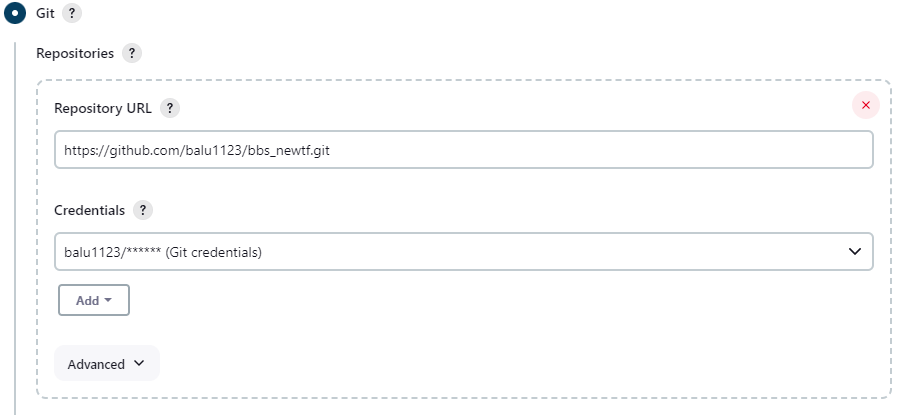 Git ?
Repositories ?
Repository URL ?
https://github.com/balu1123/bbs_newtf.git
Credentials ?
balu1123/****** (Git credentials)
Add
Advanced